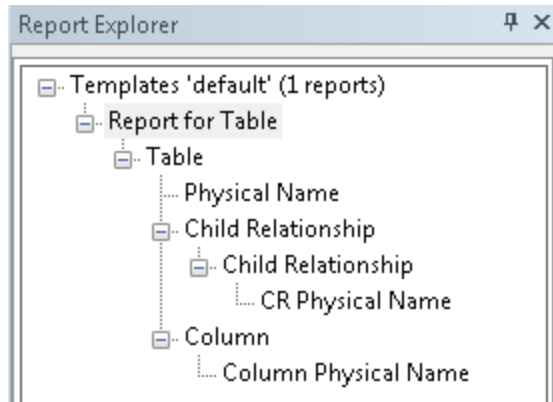 Report Explorer
Templates 'default' (1 reports)
Report for Table
Table
Physical Name
Child Relationship
Child Relationship
CR Physical Name
Column
Column Physical Name